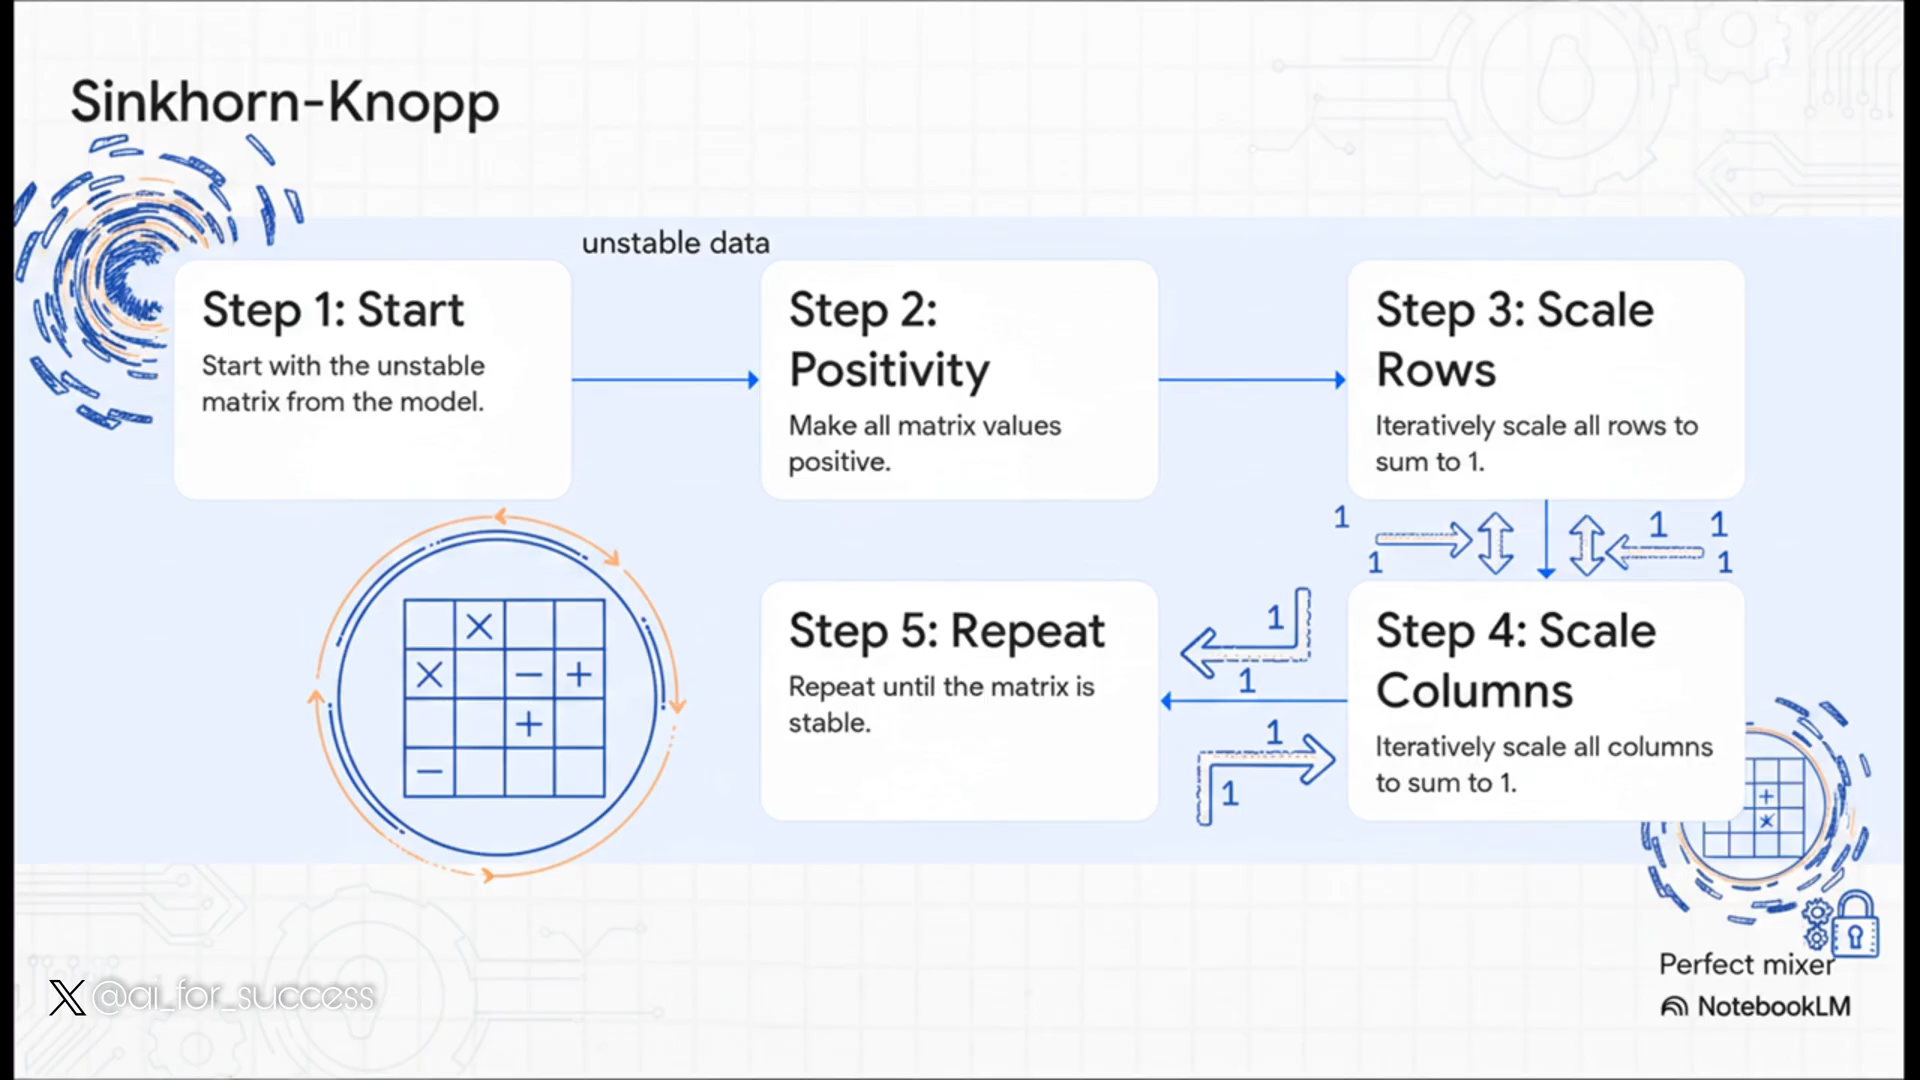 Sinkhorn-Knopp
unstable data
Step 1: Start
Start with the unstable
matrix from the model.
Step 2:
Positivity
Make all matrix values
positive.
Step 3: Scale
Rows
Iteratively scale all rows to
sum to 1.
1
1
1
1
1
Step 4: Scale
Columns
Iteratively scale all columns
to sum to 1.
1
1
1
1
Step 5: Repeat
Repeat until the matrix is
stable.
×
× − +
+
−
+
Perfect mixer
NotebookLM
X @ai_for_success